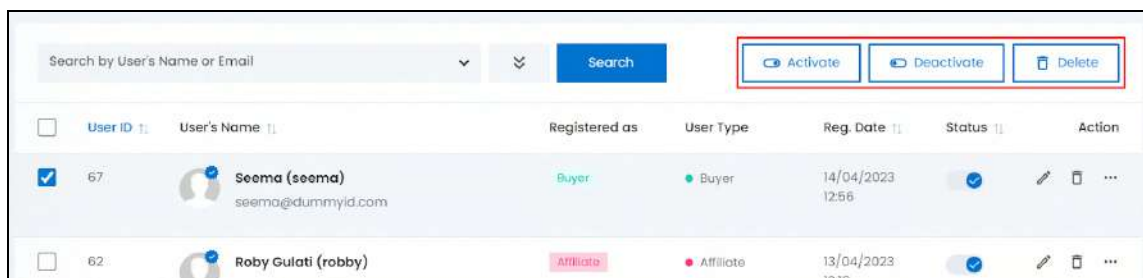 Search by User's Name or Email Search Activate Deactivate Delete
User ID User's Name Registered as User Type Reg. Date Status Action
67 Seema (seema) Buyer Buyer 14/04/2023
seema@dummyid.com 12:56
62 Roby Gulati (robby) Affiliate Affiliate 13/04/2023